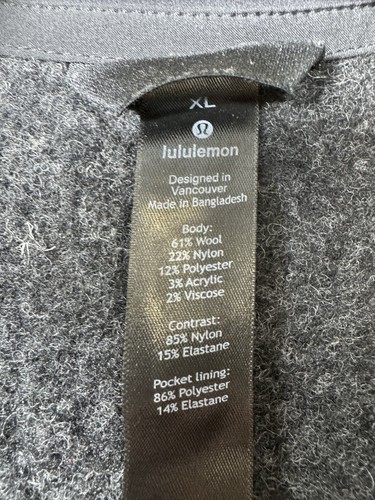 XL
lululemon
Designed in
Vancouver
Made in Bangladesh
Body:
61% Wool
22% Nylon
12% Polyester
3% Acrylic
2% Viscose
Contrast:
85% Nylon
15% Elastane
Pocket lining:
86% Polyester
14% Elastane